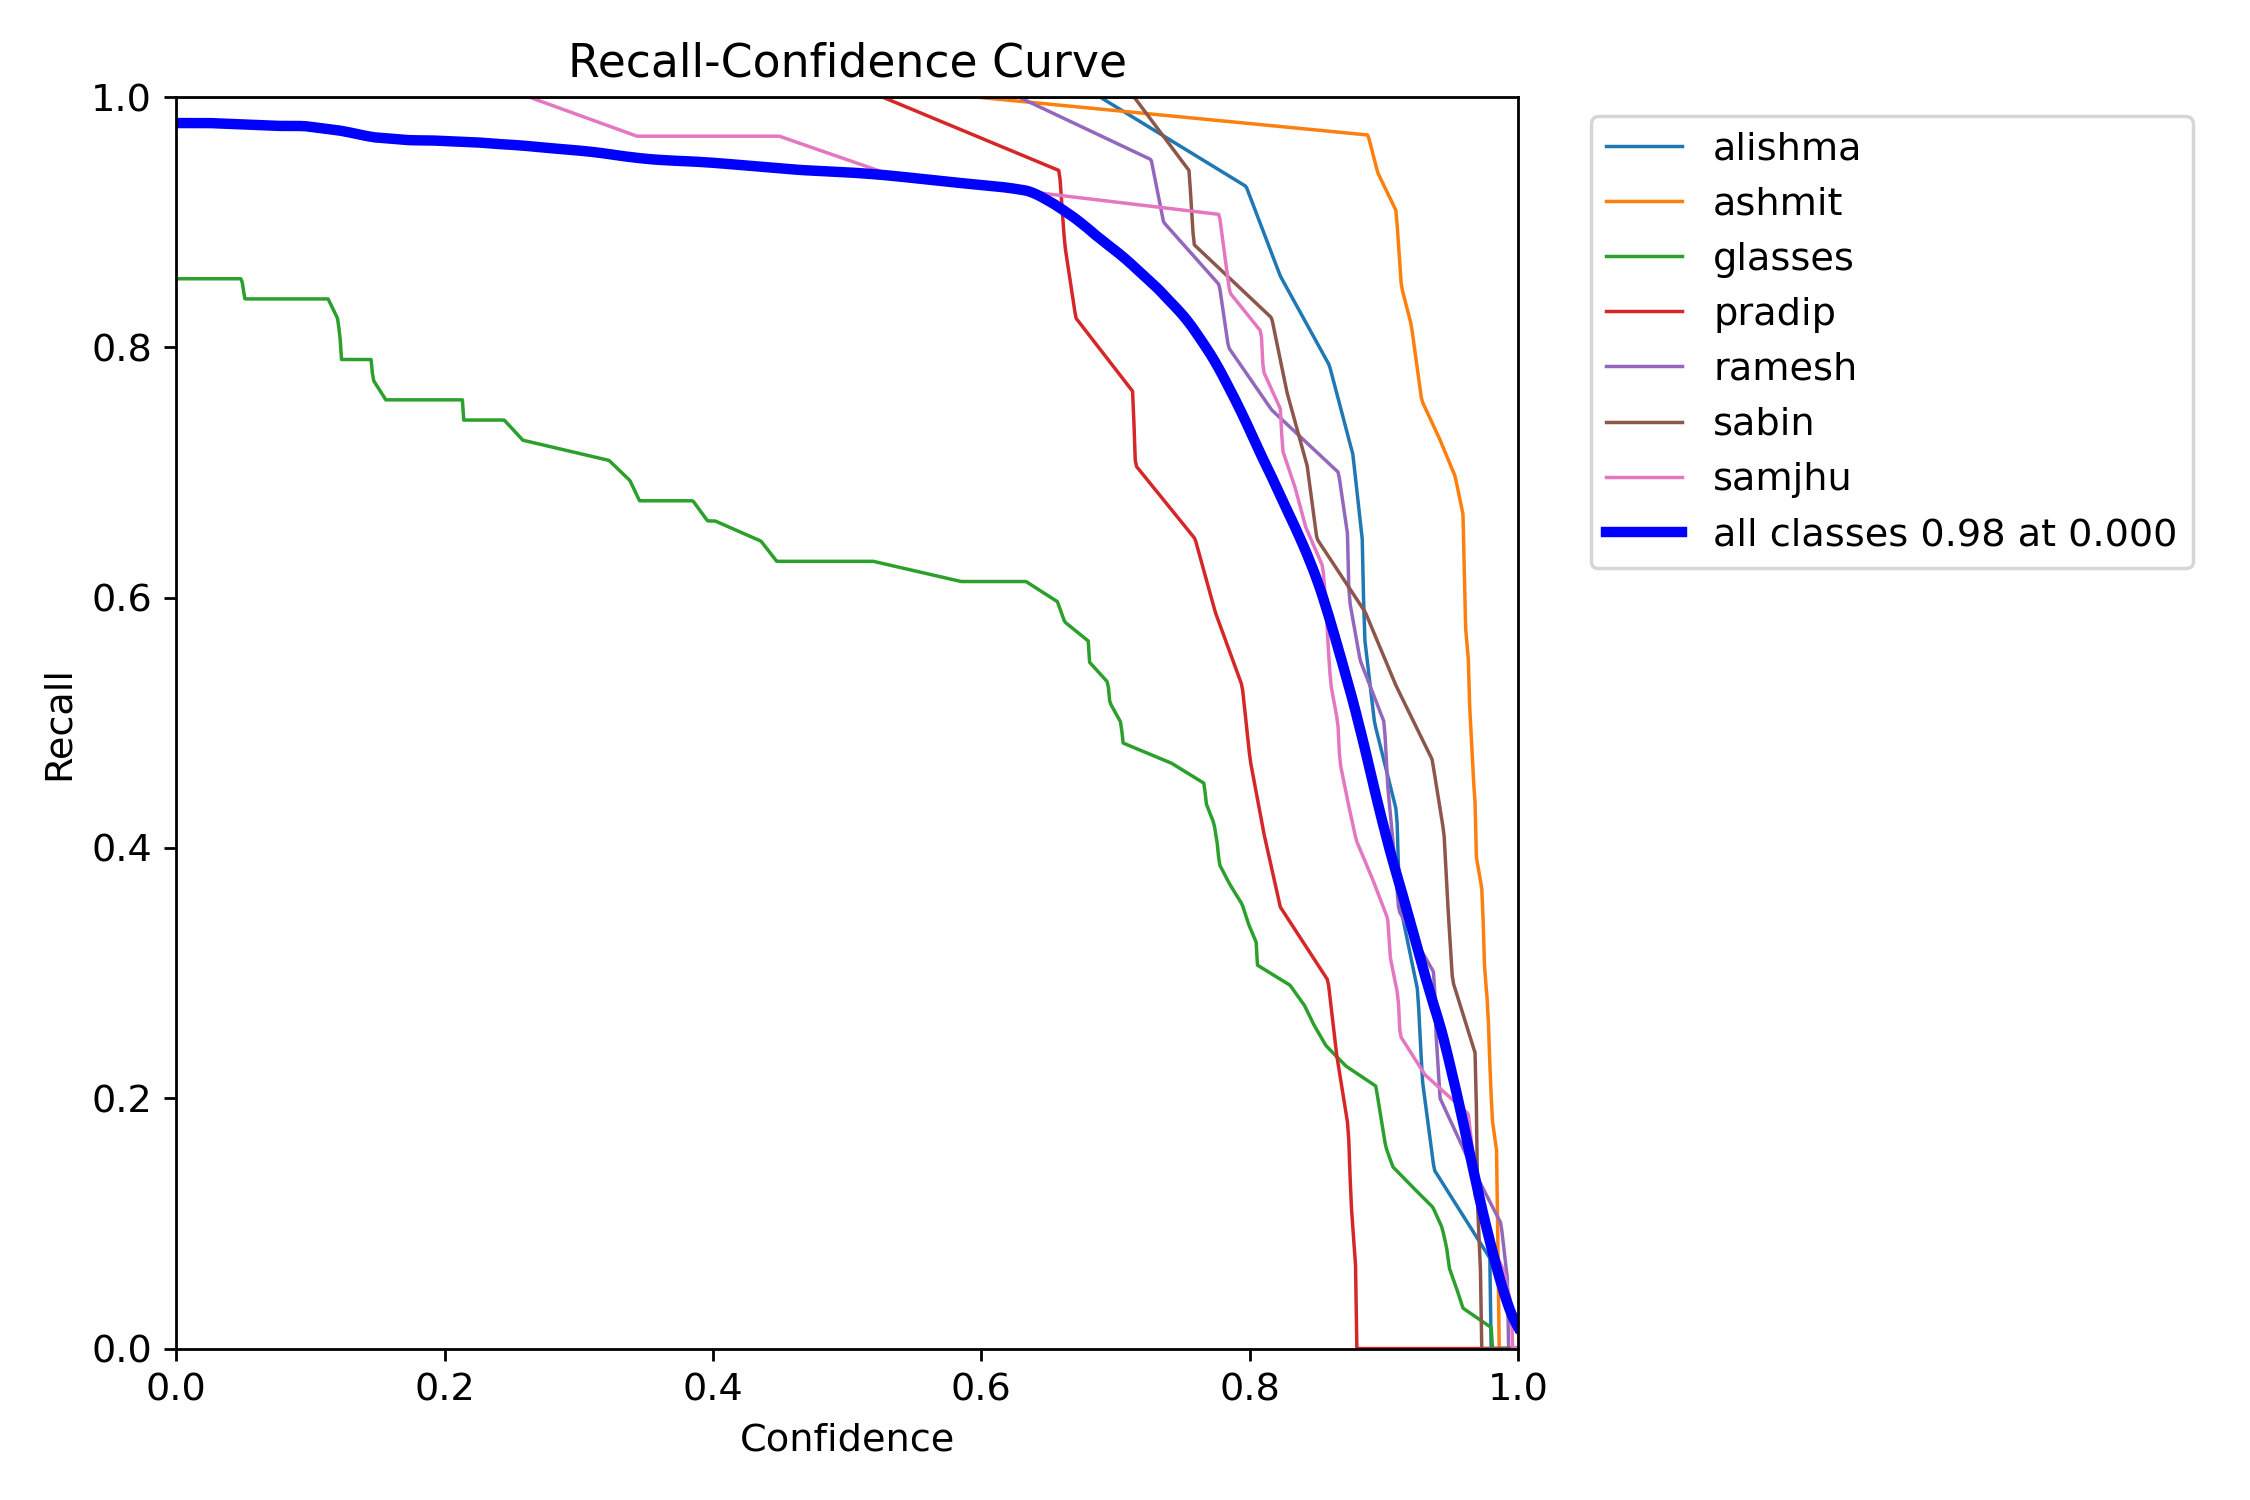 Recall-Confidence Curve
alishma
ashmit
glasses
pradip
ramesh
sabin
samjhu
all classes 0.98 at 0.000
Recall
1.0
0.8
0.6
0.4
0.2
0.0
0.0 0.2 0.4 0.6 0.8 1.0
Confidence